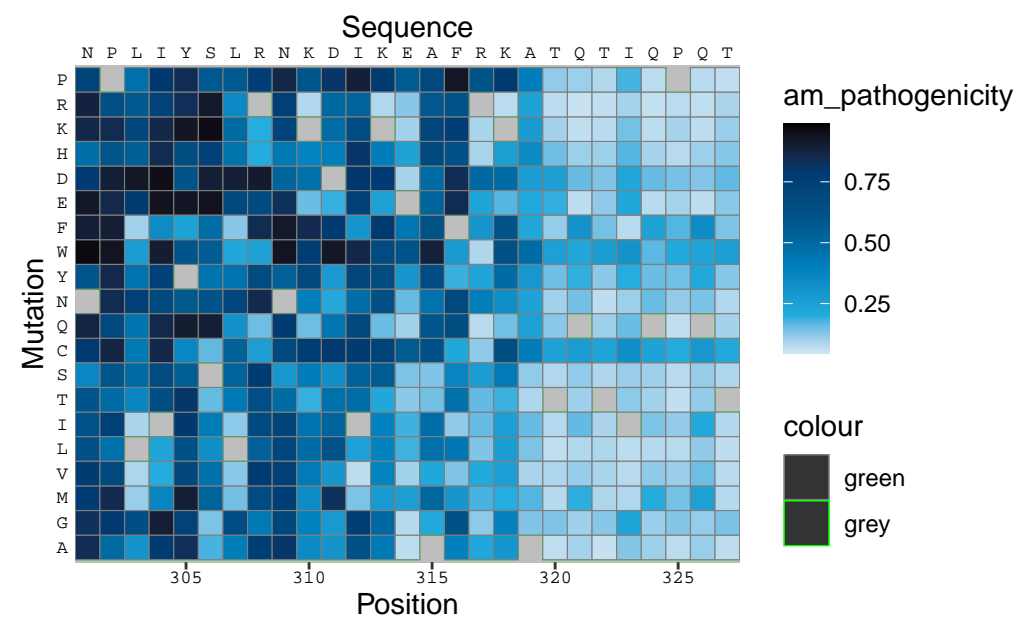 Sequence
N P L I Y S L R N K D I K E A F R K A T Q T I Q P Q T
P
R
K
H
D
E
F
W
Y
N
Q
C
S
T
I
L
V
M
G
A
Mutation
305 310 315 320 325
Position
am_pathogenicity
0.75
0.50
0.25
colour
green
grey